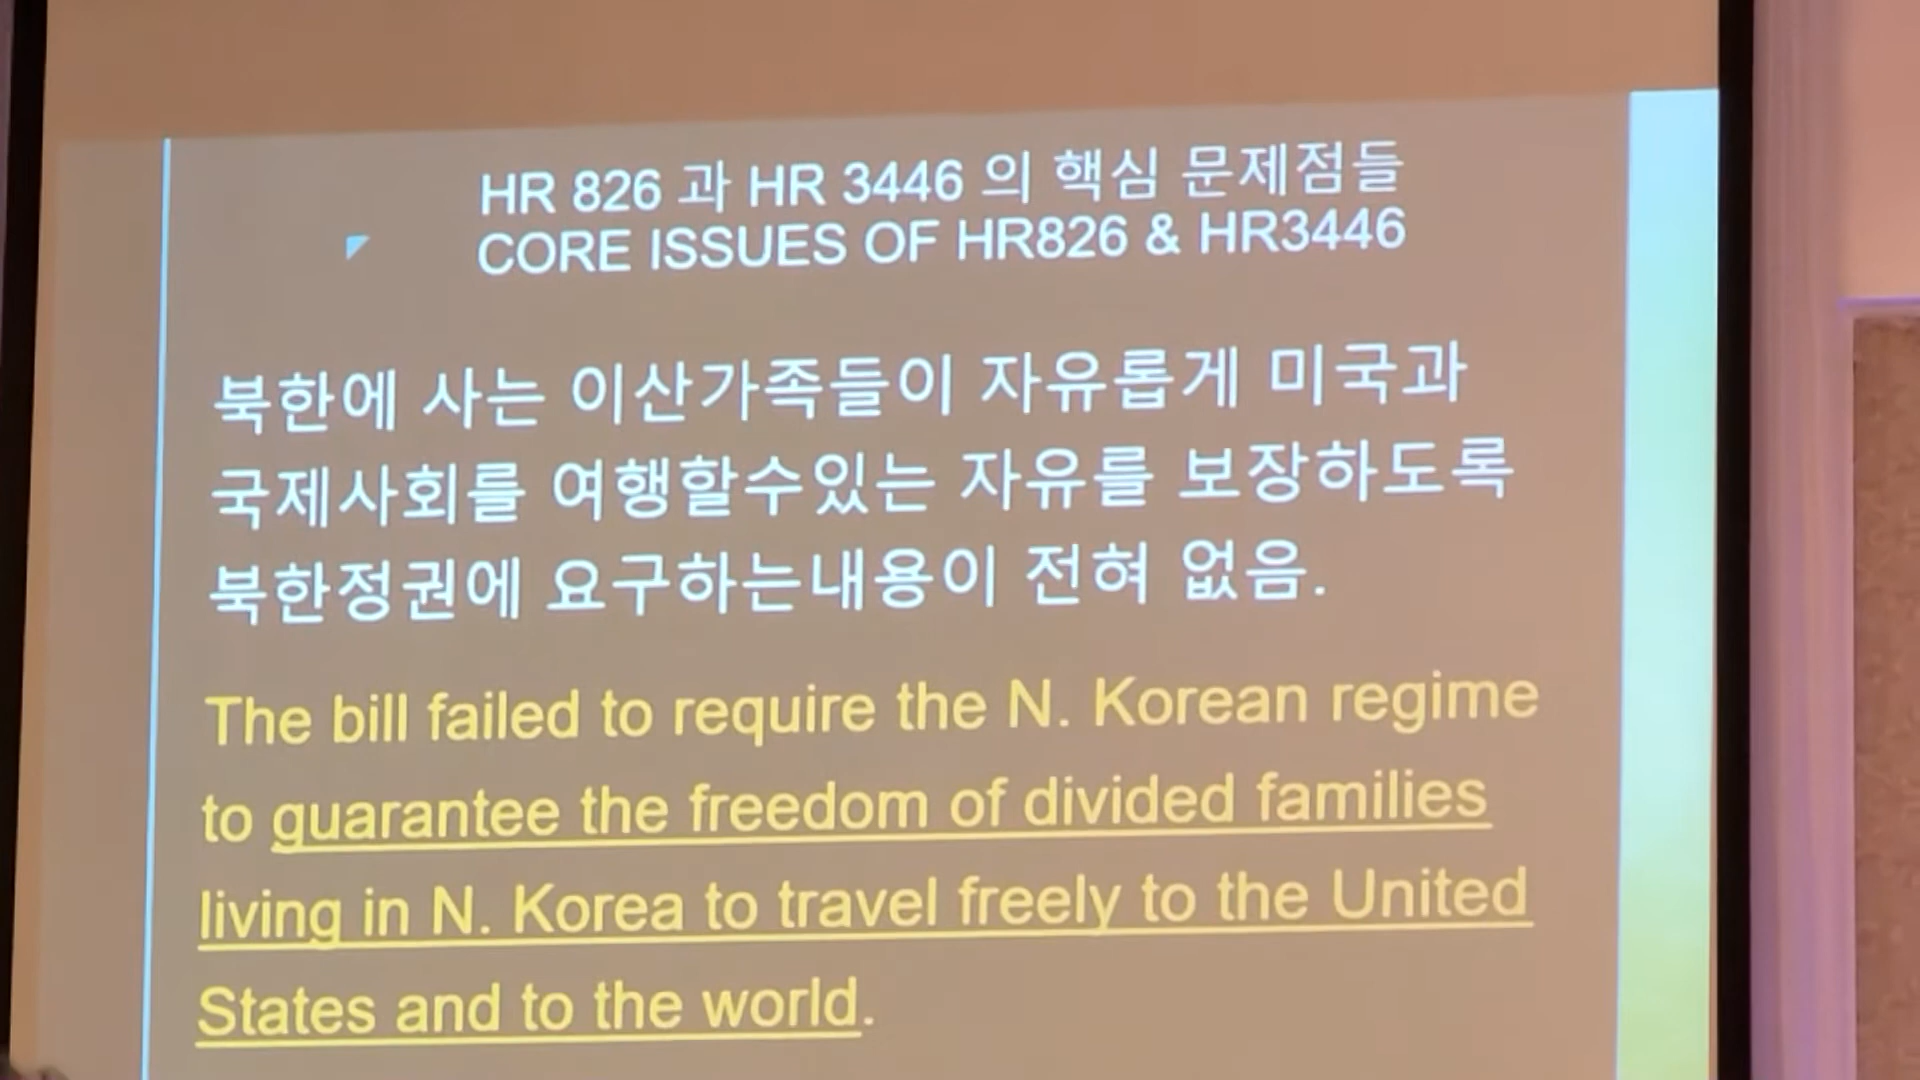 HR 826 과 HR 3446 의 핵심 문제점들
CORE ISSUES OF HR826 & HR3446
북한에 사는 이산가족들이 자유롭게 미국과
국제사회를 여행할수있는 자유를 보장하도록
북한정권에 요구하는내용이 전혀 없음.
The bill failed to require the N. Korean regime
to guarantee the freedom of divided families
living in N. Korea to travel freely to the United
States and to the world.